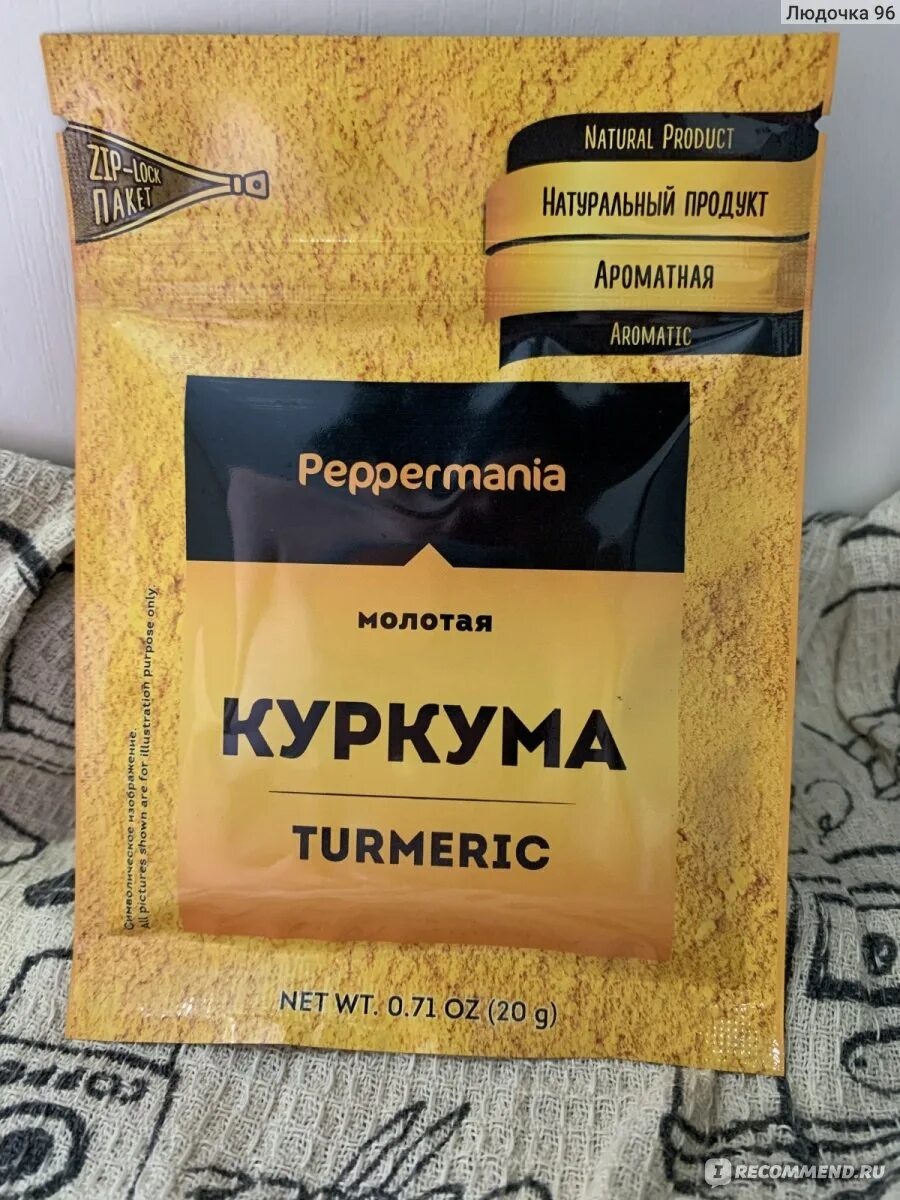 Людочка 96
ZIP-LOCK
ПАКЕТ
NATURAL PRODUCT
НАТУРАЛЬНЫЙ ПРОДУКТ
АРОМАТНАЯ
AROMATIC
Peppermania
молотая
КУРКУМА
TURMERIC
Символическое изображение.
All pictures shown are for illustration purpose only
NET WT. 0.71 OZ (20 g)
IRECOMMEND.RU